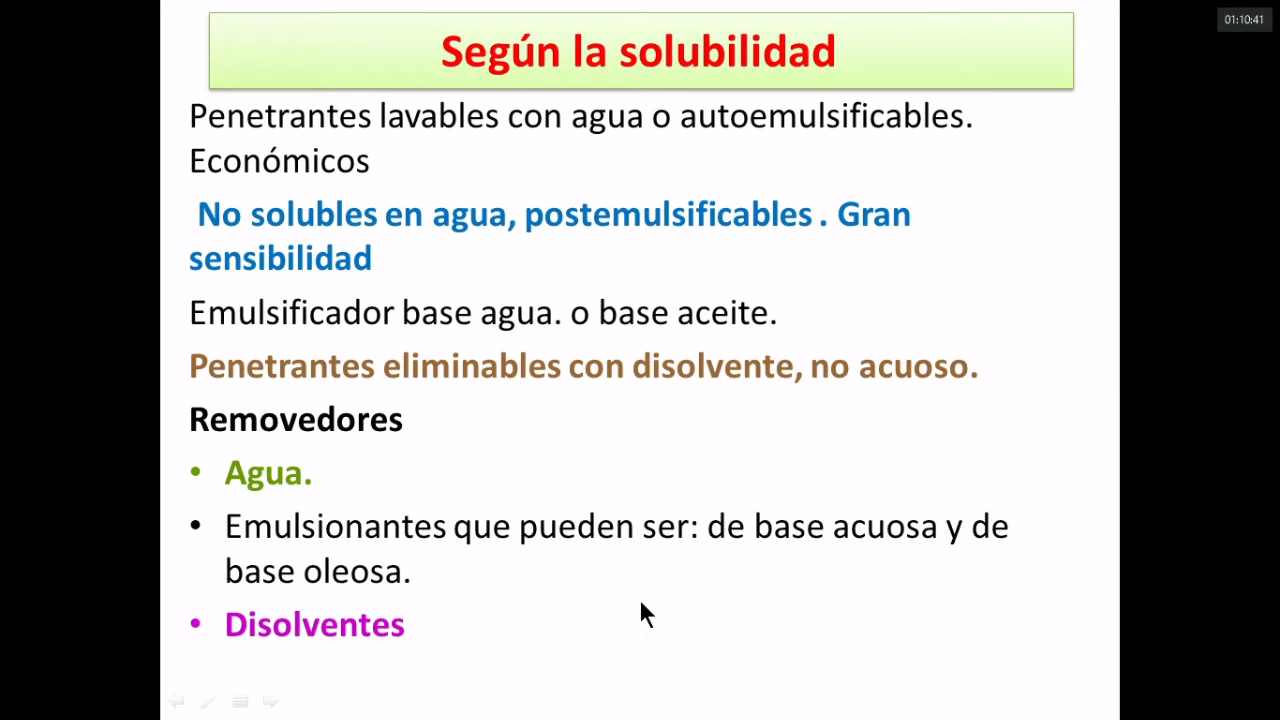 01:10:41
Según la solubilidad
Penetrantes lavables con agua o autoemulsificables.
Económicos
No solubles en agua, postemulsificables . Gran
sensibilidad
Emulsificador base agua. o base aceite.
Penetrantes eliminables con disolvente, no acuoso.
Removedores
• Agua.
• Emulsionantes que pueden ser: de base acuosa y de
base oleosa.
• Disolventes